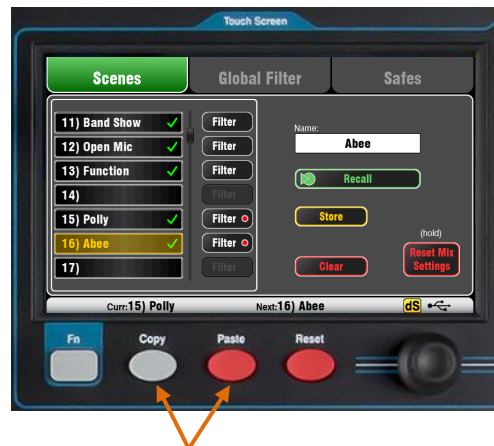 Touch Screen
Scenes Global Filter Safes
11) Band Show Filter
12) Open Mic Filter
13) Function Filter
14) Filter
15) Polly Filter
16) Abee Filter
17) Filter
Name:
Abee
Recall
Store
(hold)
Clear Reset Mix
Settings
Curr:15) Polly Next:16) Abee dS
Fn Copy Paste Reset